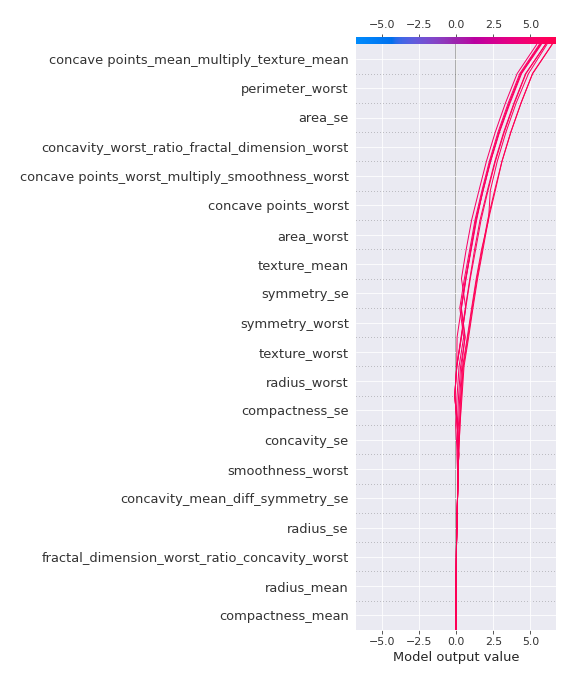 −5.0 −2.5 0.0 2.5 5.0
concave points_mean_multiply_texture_mean
perimeter_worst
area_se
concavity_worst_ratio_fractal_dimension_worst
concave points_worst_multiply_smoothness_worst
concave points_worst
area_worst
texture_mean
symmetry_se
symmetry_worst
texture_worst
radius_worst
compactness_se
concavity_se
smoothness_worst
concavity_mean_diff_symmetry_se
radius_se
fractal_dimension_worst_ratio_concavity_worst
radius_mean
compactness_mean
−5.0 −2.5 0.0 2.5 5.0
Model output value